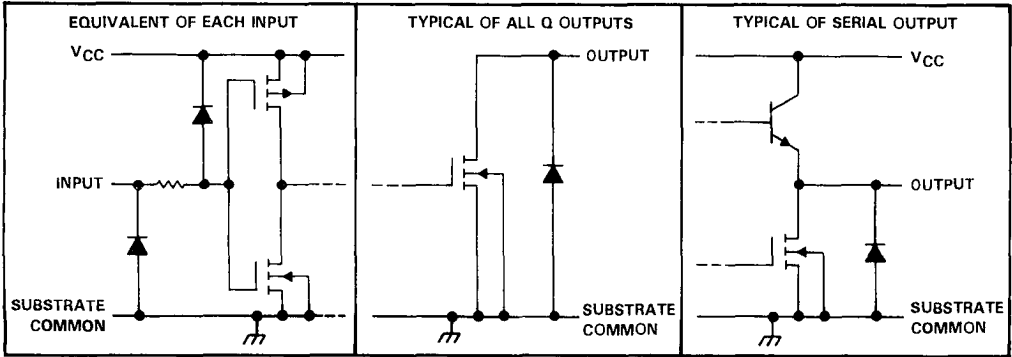 EQUIVALENT OF EACH INPUT
VCC
INPUT
SUBSTRATE
COMMON
TYPICAL OF ALL Q OUTPUTS
OUTPUT
SUBSTRATE
COMMON
TYPICAL OF SERIAL OUTPUT
VCC
OUTPUT
SUBSTRATE
COMMON